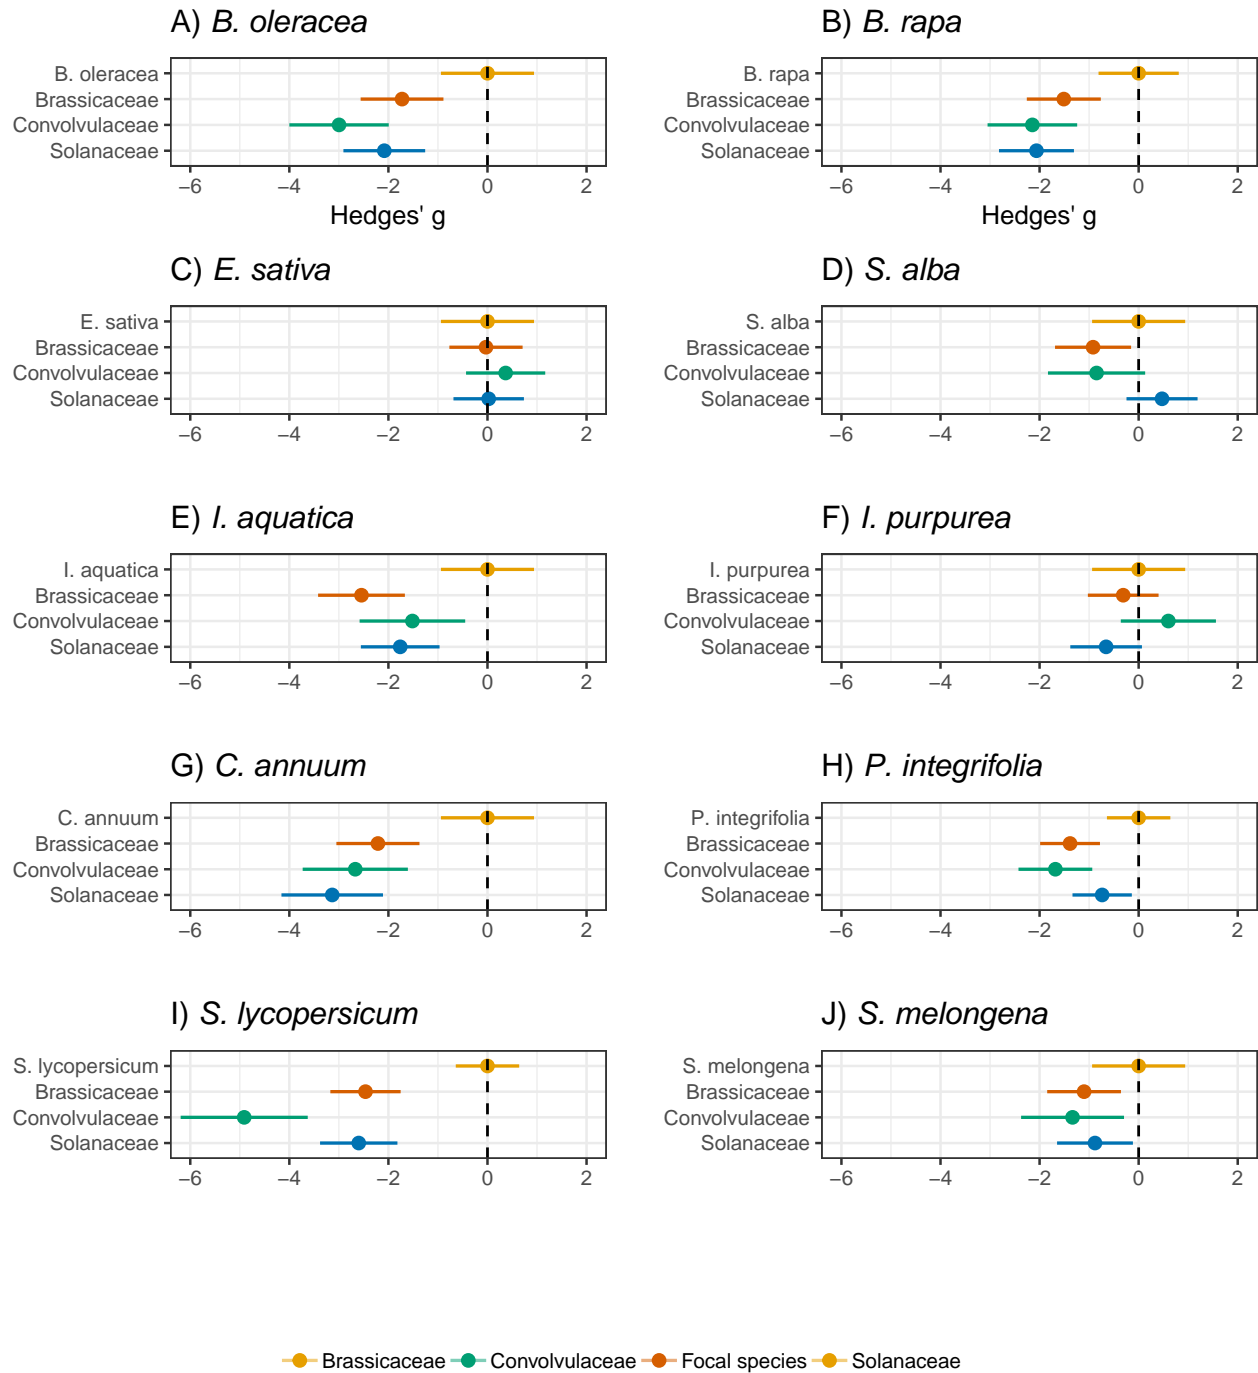 A) B. oleracea
B. oleracea
Brassicaceae
Convolvulaceae
Solanaceae
−6 −4 −2 0 2
Hedges' g
B) B. rapa
B. rapa
Brassicaceae
Convolvulaceae
Solanaceae
−6 −4 −2 0 2
Hedges' g
C) E. sativa
E. sativa
Brassicaceae
Convolvulaceae
Solanaceae
−6 −4 −2 0 2
D) S. alba
S. alba
Brassicaceae
Convolvulaceae
Solanaceae
−6 −4 −2 0 2
E) I. aquatica
I. aquatica
Brassicaceae
Convolvulaceae
Solanaceae
−6 −4 −2 0 2
F) I. purpurea
I. purpurea
Brassicaceae
Convolvulaceae
Solanaceae
−6 −4 −2 0 2
G) C. annuum
C. annuum
Brassicaceae
Convolvulaceae
Solanaceae
−6 −4 −2 0 2
H) P. integrifolia
P. integrifolia
Brassicaceae
Convolvulaceae
Solanaceae
−6 −4 −2 0 2
I) S. lycopersicum
S. lycopersicum
Brassicaceae
Convolvulaceae
Solanaceae
−6 −4 −2 0 2
J) S. melongena
S. melongena
Brassicaceae
Convolvulaceae
Solanaceae
−6 −4 −2 0 2
Brassicaceae Convolvulaceae Focal species Solanaceae